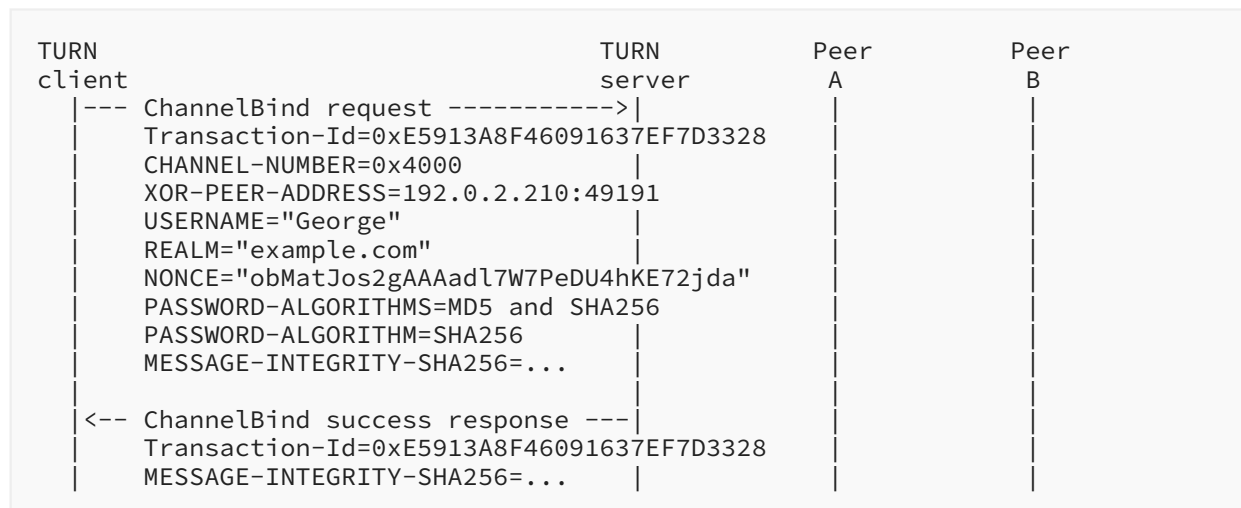 TURN                                 TURN          Peer          Peer
client                               server         A             B
  |--- ChannelBind request ----------->|             |             |
  |    Transaction-Id=0xE5913A8F46091637EF7D3328     |             |
  |    CHANNEL-NUMBER=0x4000           |             |             |
  |    XOR-PEER-ADDRESS=192.0.2.210:49191            |             |
  |    USERNAME="George"               |             |             |
  |    REALM="example.com"             |             |             |
  |    NONCE="obMatJos2gAAAadl7W7PeDU4hKE72jda"      |             |
  |    PASSWORD-ALGORITHMS=MD5 and SHA256            |             |
  |    PASSWORD-ALGORITHM=SHA256       |             |             |
  |    MESSAGE-INTEGRITY-SHA256=...    |             |             |
  |                                    |             |             |
  |<-- ChannelBind success response ---|             |             |
  |    Transaction-Id=0xE5913A8F46091637EF7D3328     |             |
  |    MESSAGE-INTEGRITY-SHA256=...    |             |             |